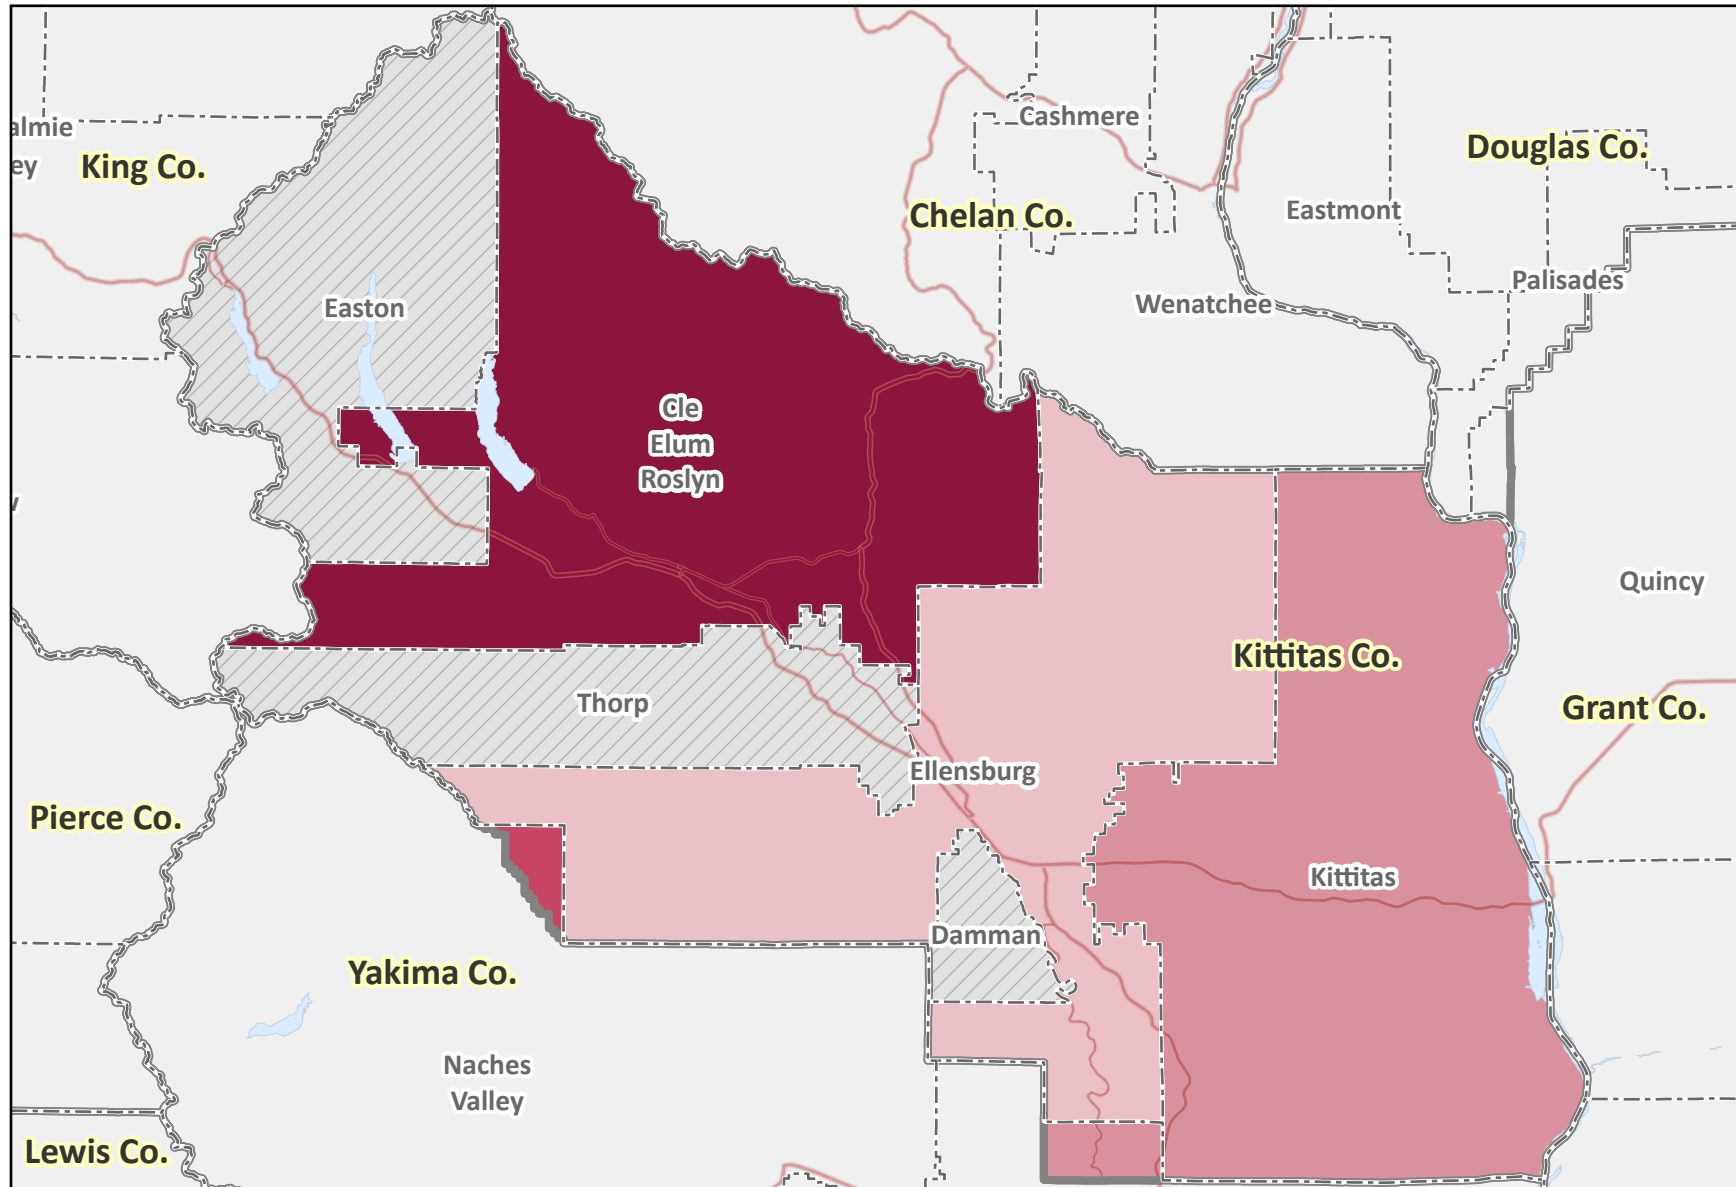 Cashmere
almie
ey
King Co.
Douglas Co.
Chelan Co.
Eastmont
Palisades
Easton
Wenatchee
Cle
Elum
Roslyn
Quincy
Kittitas Co.
Thorp
Grant Co.
Ellensburg
Pierce Co.
Kittitas
Damman
Yakima Co.
Naches
Valley
Lewis Co.